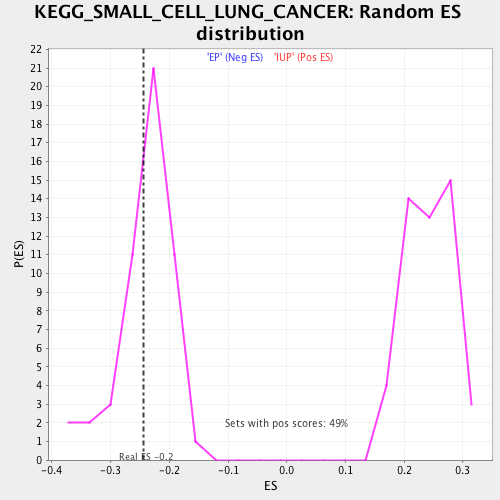 KEGG_SMALL_CELL_LUNG_CANCER: Random ES
distribution
'EP' (Neg ES) 'IUP' (Pos ES)
P(ES)
22
21
20
19
18
17
16
15
14
13
12
11
10
9
8
7
6
5
4
3
2
1
0
Sets with pos scores: 49%
Real ES -0.2
-0.4 -0.3 -0.2 -0.1 0.0 0.1 0.2 0.3
ES